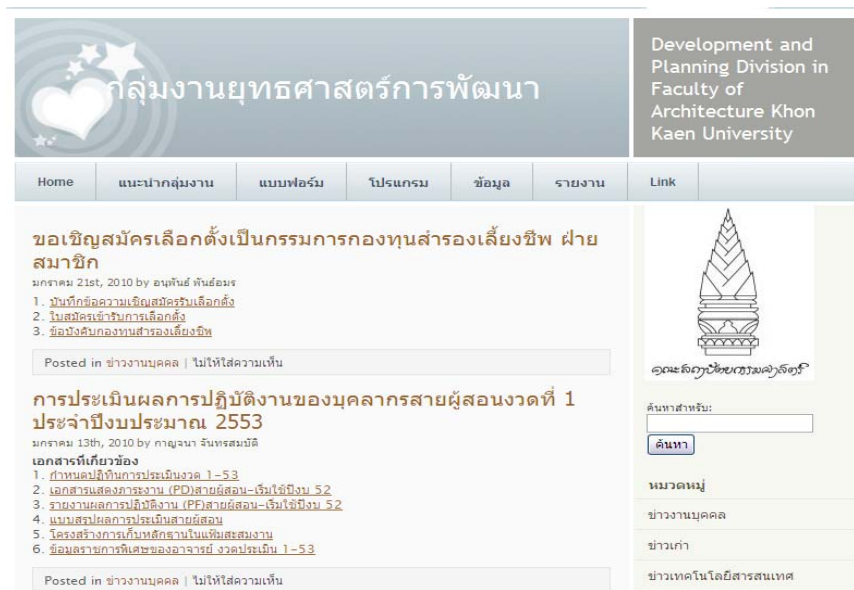 กลุ่มงานยุทธศาสตร์การพัฒนา
Development and
Planning Division in
Faculty of
Architecture Khon
Kaen University
Home แนะนำกลุ่มงาน แบบฟอร์ม โปรแกรม ข้อมูล รายงาน Link
ขอเชิญสมัครเลือกตั้งเป็นกรรมการกองทุนสำรองเลี้ยงชีพ ฝ่าย
สมาชิก
มกราคม 21st, 2010 by อนุพันธ์ พันธ์อมร
1. บันทึกข้อความเชิญสมัครรับเลือกตั้ง
2. ใบสมัครเข้ารับการเลือกตั้ง
3. ข้อบังคับกองทุนสำรองเลี้ยงชีพ
Posted in ข่าวงานบุคคล | ไม่ให้ใส่ความเห็น
การประเมินผลการปฏิบัติงานของบุคลากรสายผู้สอนงวดที่ 1
ประจำปีงบประมาณ 2553
มกราคม 13th, 2010 by กาญจนา จันทรสมบัติ
เอกสารที่เกี่ยวข้อง
1. กำหนดปฏิทินการประเมินงวด 1-53
2. เอกสารแสดงภาระงาน (PD)สายผู้สอน-เริ่มใช้ปีงบ 52
3. รายงานผลการปฏิบัติงาน (PF)สายผู้สอน-เริ่มใช้ปีงบ 52
4. แบบสรุปผลการประเมินสายผู้สอน
5. โครงสร้างการเก็บหลักฐานในแฟ้มสะสมงาน
6. ข้อมูลราชการพิเศษของอาจารย์ งวดประเมิน 1-53
Posted in ข่าวงานบุคคล | ไม่ให้ใส่ความเห็น
คณะสถาปัตยกรรมศาสตร์
ค้นหาสำหรับ:
ค้นหา
หมวดหมู่
ข่าวงานบุคคล
ข่าวเก่า
ข่าวเทคโนโลยีสารสนเทศ